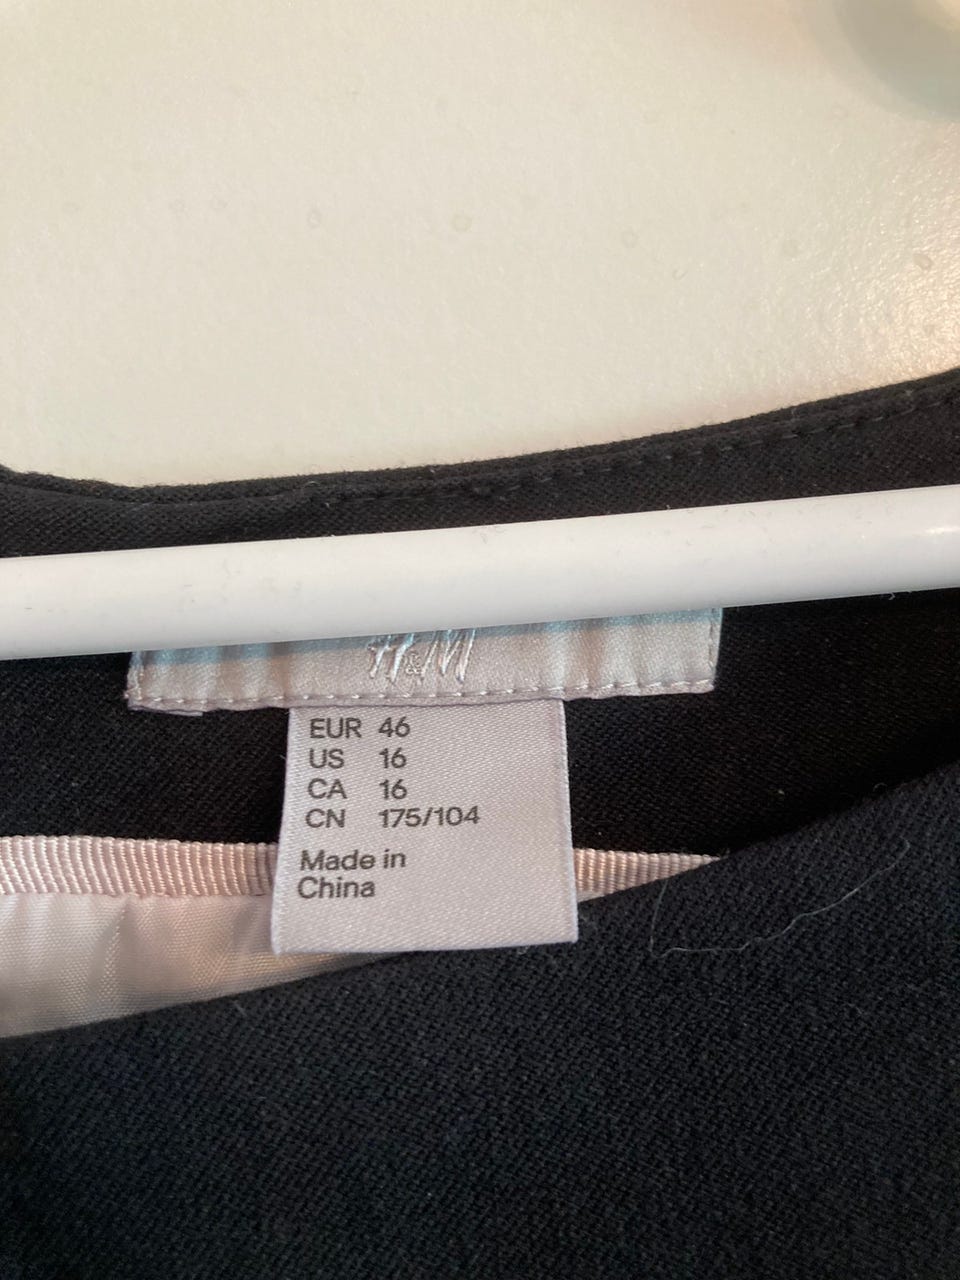 H&M
EUR 46
US 16
CA 16
CN 175/104
Made in
China